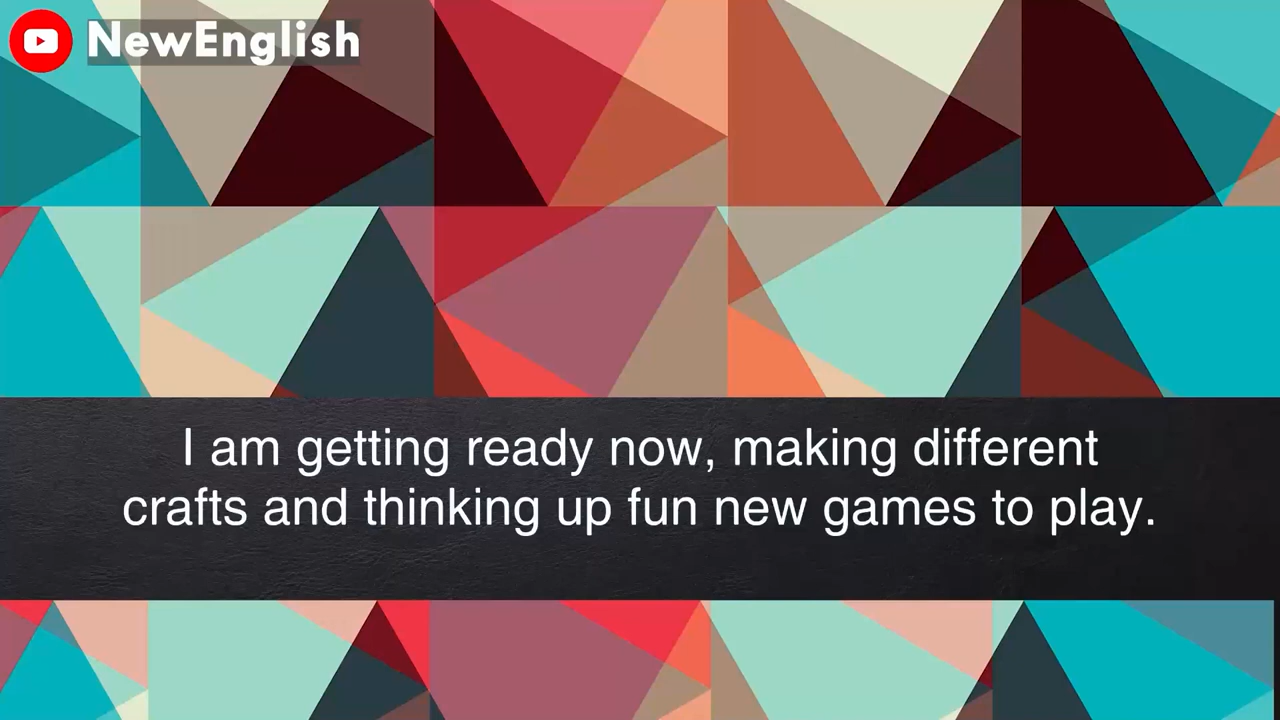 NewEnglish
I am getting ready now, making different
crafts and thinking up fun new games to play.